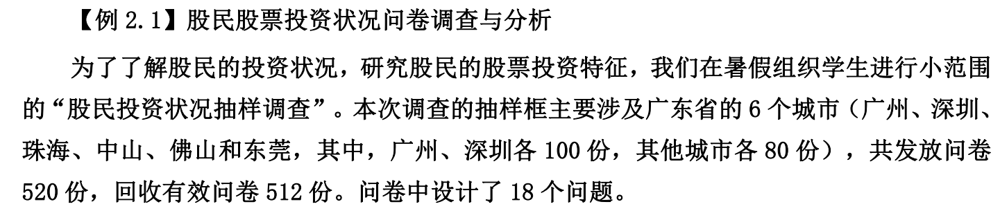 【例 2.1】股民股票投资状况问卷调查与分析
为了了解股民的投资状况，研究股民的股票投资特征，我们在暑假组织学生进行小范围
的“股民投资状况抽样调查”。本次调查的抽样框主要涉及广东省的 6 个城市（广州、深圳、
珠海、中山、佛山和东莞，其中，广州、深圳各 100 份，其他城市各 80 份），共发放问卷
520 份，回收有效问卷 512 份。问卷中设计了 18 个问题。